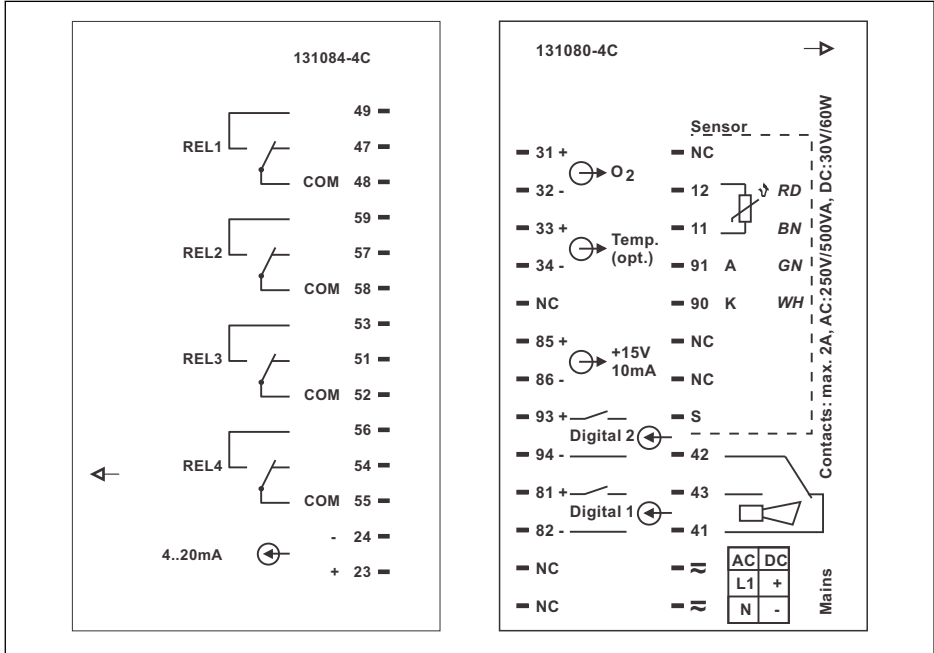 131084-4C
49
REL1 47
COM 48
59
REL2 57
COM 58
53
REL3 51
COM 52
56
REL4 54
COM 55
- 24
4..20mA
+ 23
131080-4C
Sensor
31 + NC
O2
32 - 12 RD
33 + 11 BN
Temp.
(opt.)
34 - 91 A GN
NC 90 K WH
85 + NC
+15V
10mA
86 - NC
93 + S
Digital 2
94 - 42
81 + 43
Digital 1
82 - 41
NC ≂ AC DC
L1 +
NC ≂ N -
Contacts: max. 2A, AC:250V/500VA, DC:30V/60W
Mains